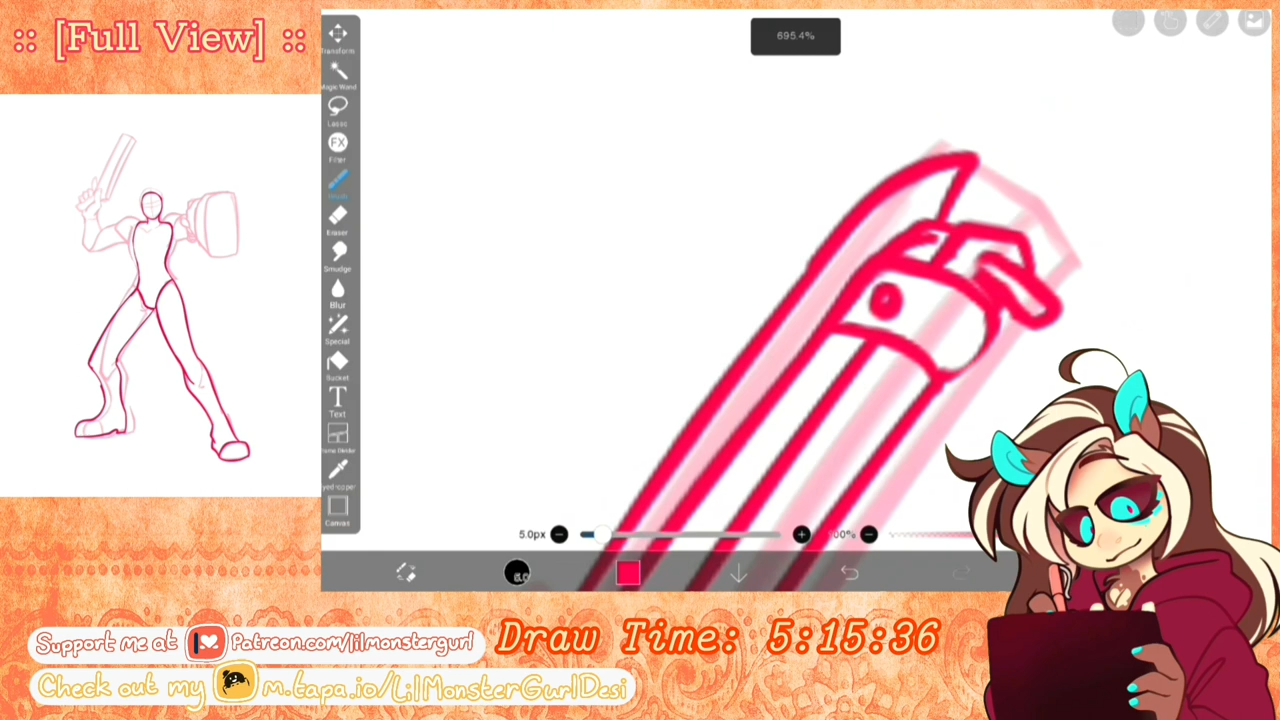 :: [Full View] ::
695.4%
Transform
Magic Wand
Lasso
FX
Filter
Eraser
Smudge
Blur
Special
Bucket
T
Text
Canvas
5.0px
Draw Time: 5:15:36
Support me at Patreon.com/lilmonstergurl
Check out my m.tapa.io/LilMonsterGurlDesi